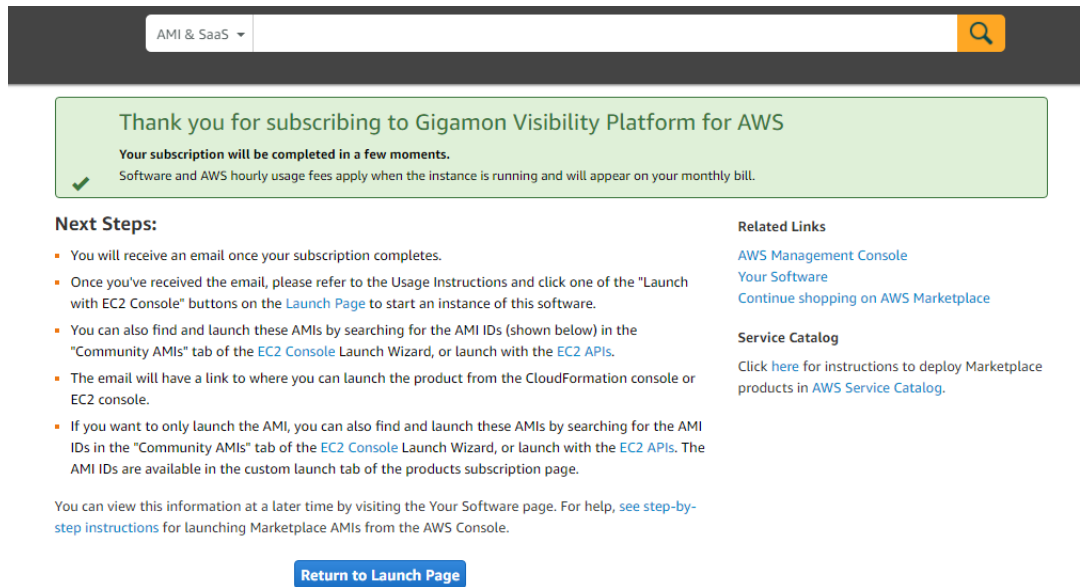 AMI & SaaS
Thank you for subscribing to Gigamon Visibility Platform for AWS
Your subscription will be completed in a few moments.
Software and AWS hourly usage fees apply when the instance is running and will appear on your monthly bill.
Next Steps:
You will receive an email once your subscription completes.
Once you've received the email, please refer to the Usage Instructions and click one of the "Launch
with EC2 Console" buttons on the Launch Page to start an instance of this software.
You can also find and launch these AMIs by searching for the AMI IDs (shown below) in the
"Community AMIs" tab of the EC2 Console Launch Wizard, or launch with the EC2 APIs.
The email will have a link to where you can launch the product from the CloudFormation console or
EC2 console.
If you want to only launch the AMI, you can also find and launch these AMIs by searching for the AMI
IDs in the "Community AMIs" tab of the EC2 Console Launch Wizard, or launch with the EC2 APIs. The
AMI IDs are available in the custom launch tab of the products subscription page.
You can view this information at a later time by visiting the Your Software page. For help, see step-by-
step instructions for launching Marketplace AMIs from the AWS Console.
Return to Launch Page
Related Links
AWS Management Console
Your Software
Continue shopping on AWS Marketplace
Service Catalog
Click here for instructions to deploy Marketplace
products in AWS Service Catalog.